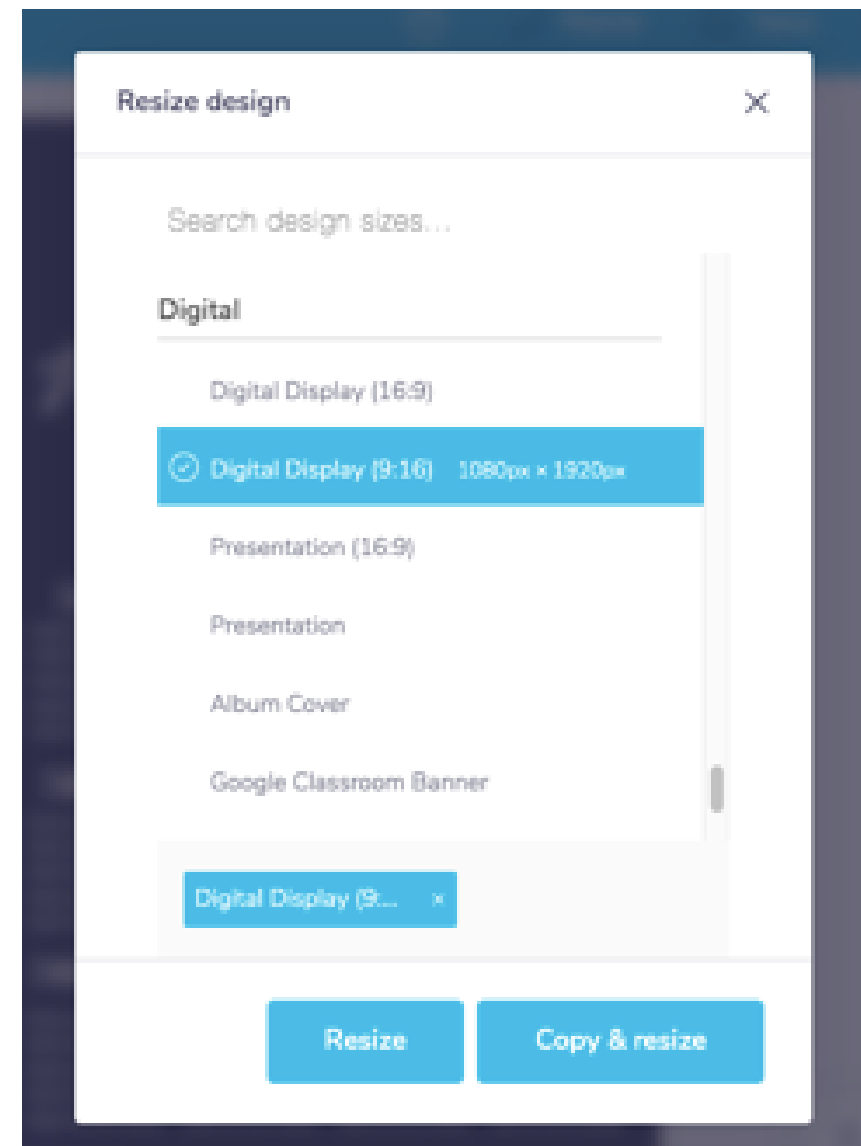 Resize design
Search design sizes...
Digital
Digital Display (16:9)
Digital Display (9:16) 1080px × 1920px
Presentation (16:9)
Presentation
Album Cover
Google Classroom Banner
Digital Display (9:... ×
Resize
Copy & resize